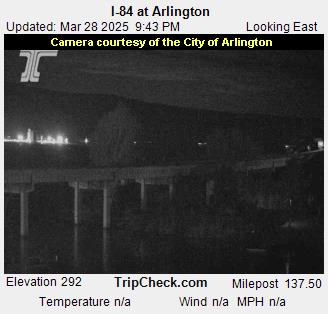 I-84 at Arlington
Updated: Mar 28 2025 9:43 PM Looking East
Camera courtesy of the City of Arlington
Elevation 292 TripCheck.com Milepost 137.50
Temperature n/a Wind n/a MPH n/a